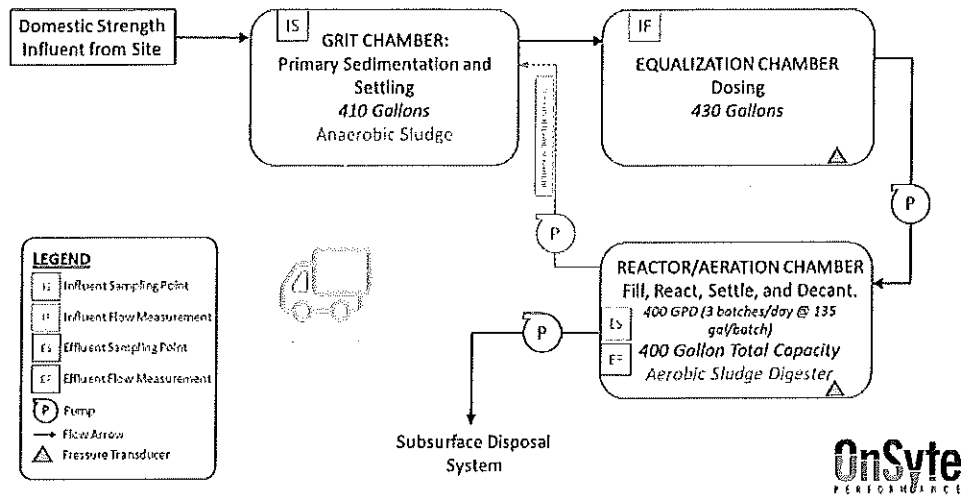 Domestic Strength
Influent from Site
IS
GRIT CHAMBER:
Primary Sedimentation and
Settling
410 Gallons
Anaerobic Sludge
IF
EQUALIZATION CHAMBER
Dosing
430 Gallons
P
P
REACTOR/AERATION CHAMBER
Fill, React, Settle, and Decant.
400 GPD (3 batches/day @ 135
gal/batch)
400 Gallon Total Capacity
Aerobic Sludge Digester
ES
EF
P
Subsurface Disposal
System
LEGEND
IS Influent Sampling Point
IF Influent Flow Measurement
ES Effluent Sampling Point
EF Effluent Flow Measurement
P Pump
Flow Arrow
Pressure Transducer
OnSyte
PERFORMANCE